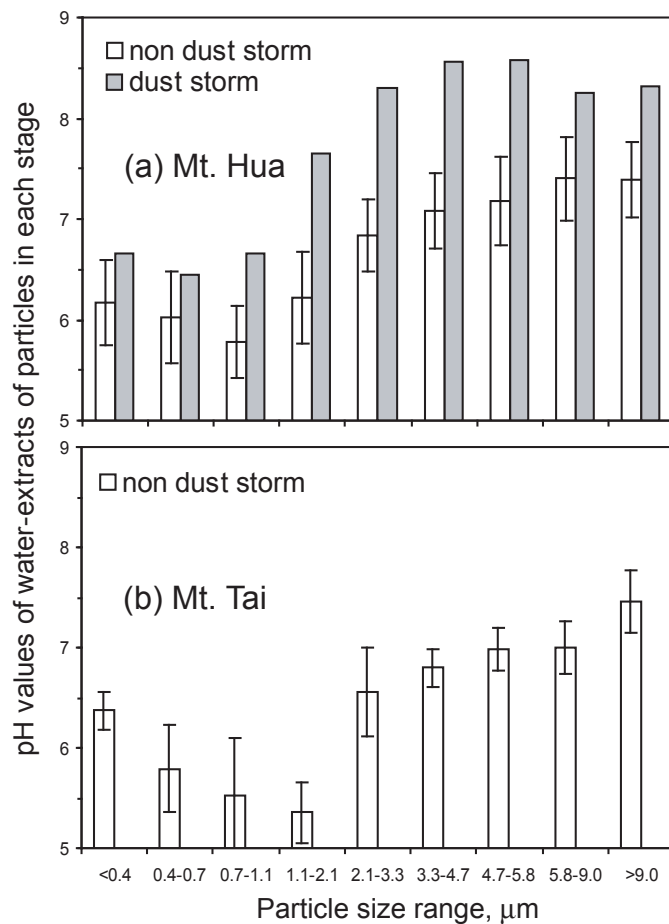 pH values of water-extracts of particles in each stage
9
8
7
6
5
non dust storm
dust storm
(a) Mt. Hua
9
8
7
6
5
non dust storm
(b) Mt. Tai
<0.4 0.4-0.7 0.7-1.1 1.1-2.1 2.1-3.3 3.3-4.7 4.7-5.8 5.8-9.0 >9.0
Particle size range, μm